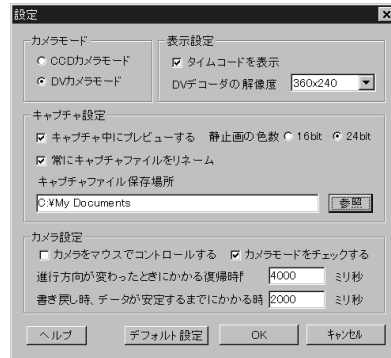 設定
カメラモード
CCDカメラモード
DVカメラモード
表示設定
タイムコードを表示
DVデコーダの解像度 360x240
キャプチャ設定
キャプチャ中にプレビューする 静止画の色数 16bit 24bit
常にキャプチャファイルをリネーム
キャプチャファイル保存場所
C:¥My Documents 参照
カメラ設定
カメラをマウスでコントロールする カメラモードをチェックする
進行方向が変わったときにかかる復帰時 4000 ミリ秒
書き戻し時、データが安定するまでにかかる時 2000 ミリ秒
ヘルプ デフォルト設定 OK キャンセル